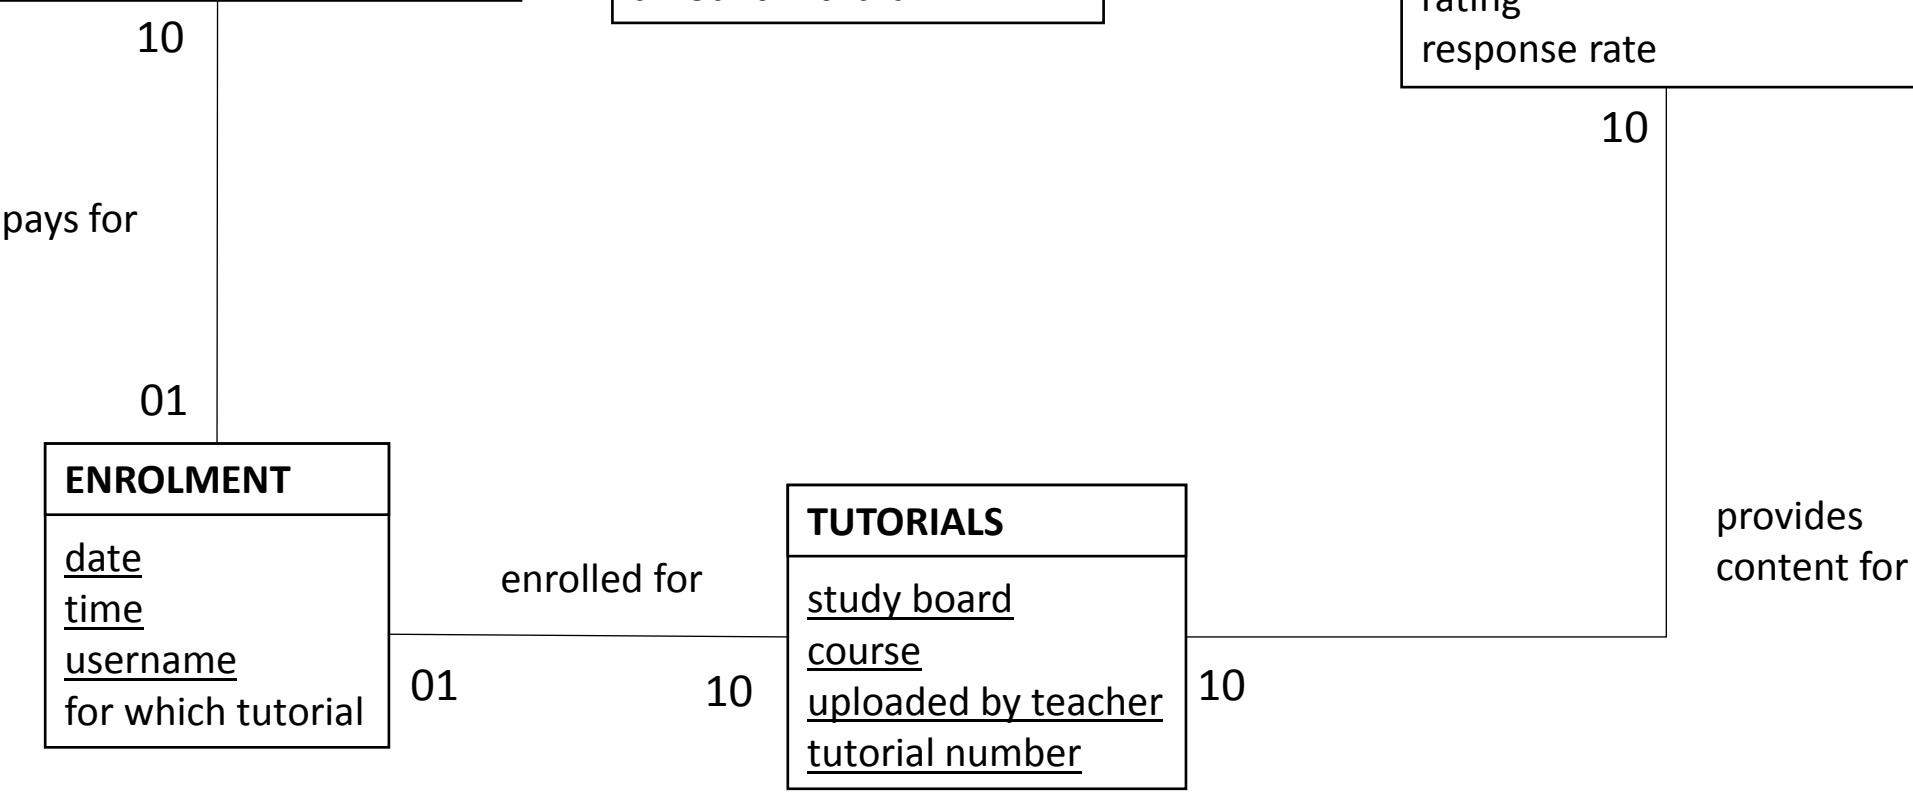 rating
response rate
10
10
pays for
01
ENROLMENT
date
time
username
for which tutorial
enrolled for
01
10
TUTORIALS
study board
course
uploaded by teacher
tutorial number
10
provides
content for